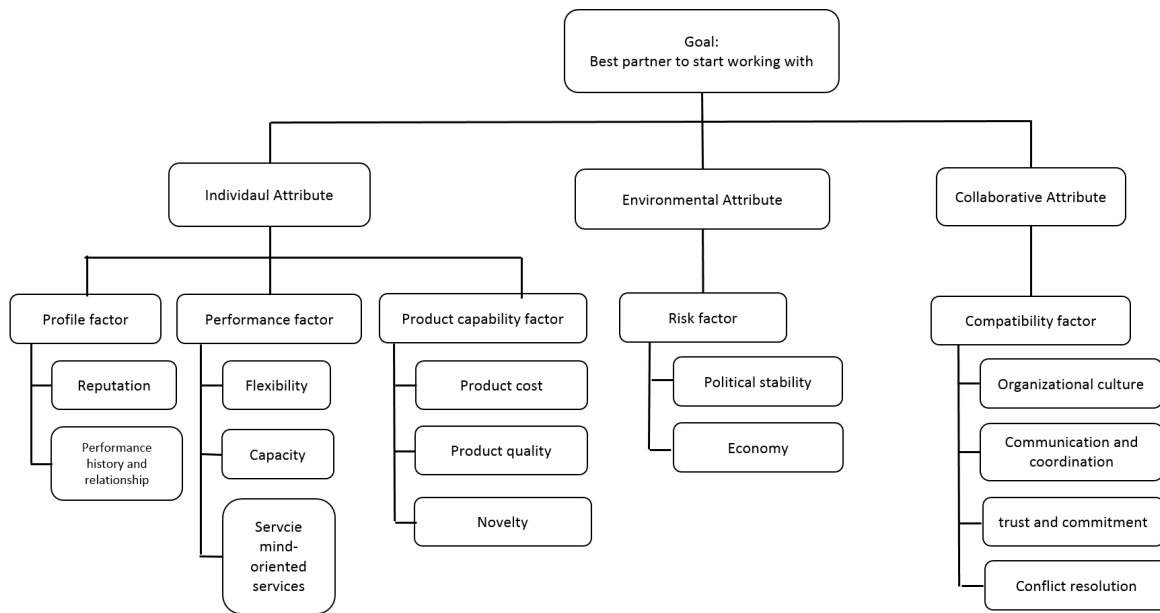 Goal:
Best partner to start working with
Individaul Attribute
Environmental Attribute
Collaborative Attribute
Profile factor
Performance factor
Product capability factor
Risk factor
Compatibility factor
Reputation
Performance
history and
relationship
Flexibility
Capacity
Servcie
mind-
oriented
services
Product cost
Product quality
Novelty
Political stability
Economy
Organizational culture
Communication and
coordination
trust and commitment
Conflict resolution